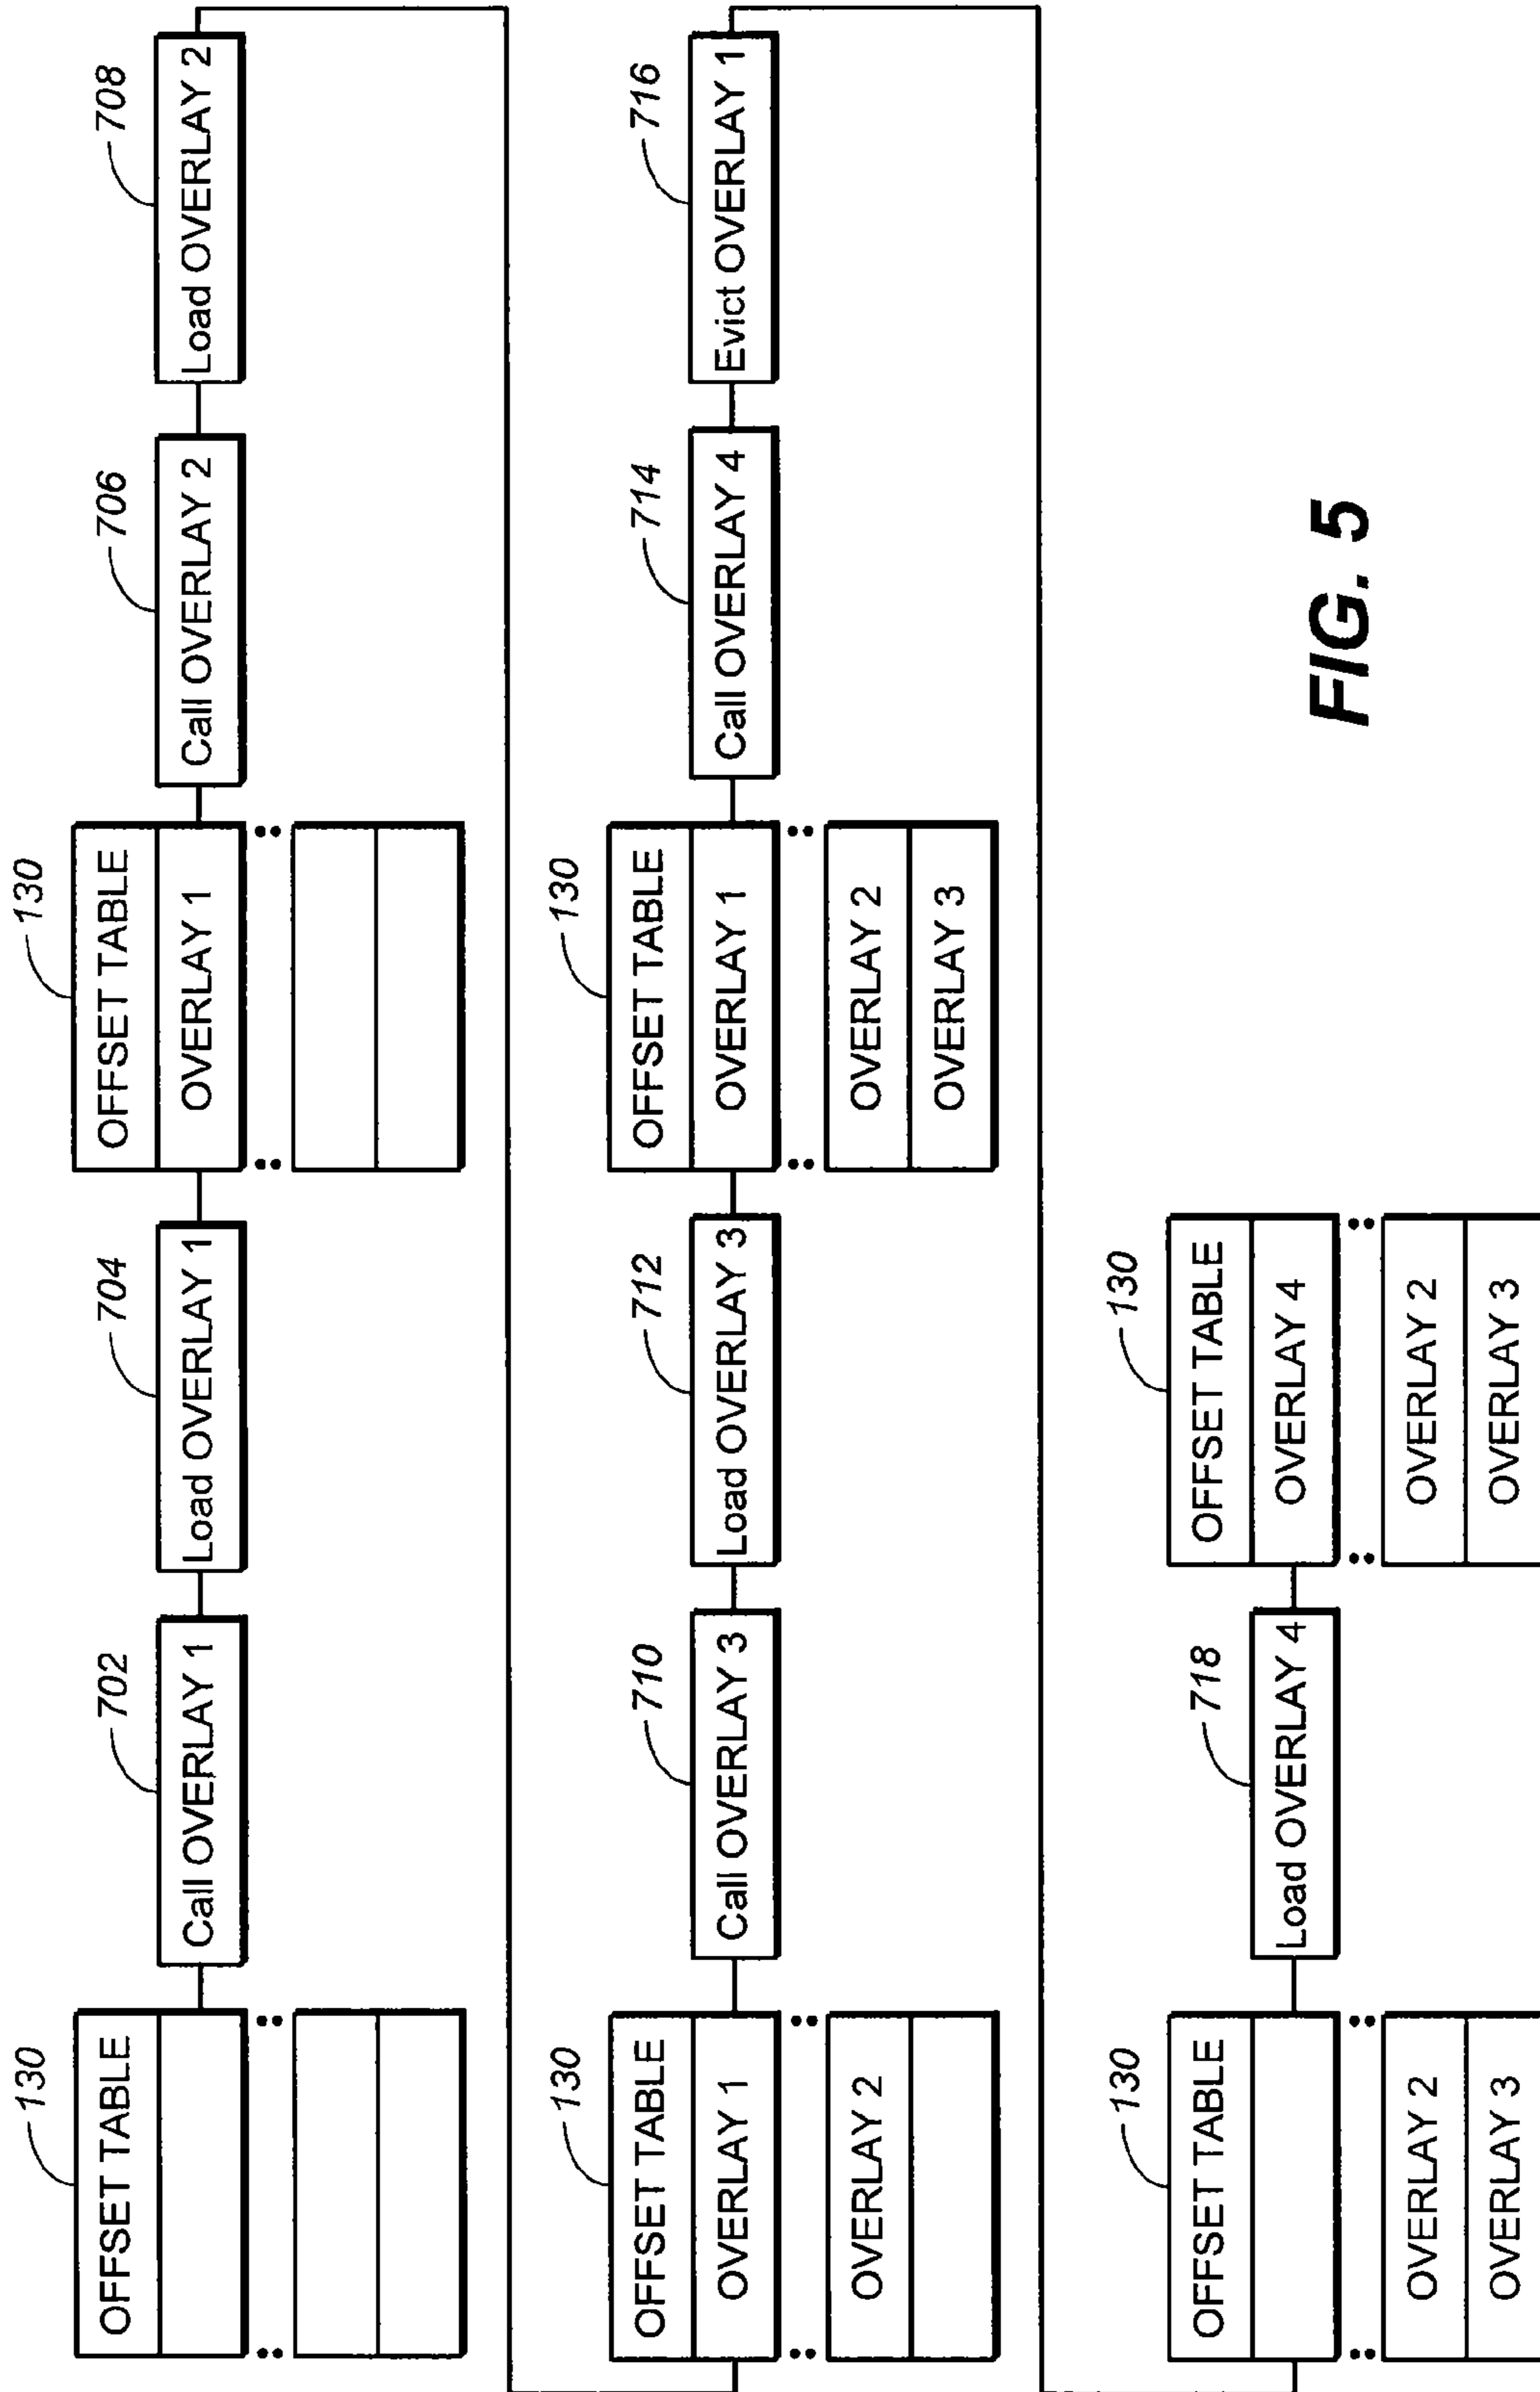 130
OFFSET TABLE
702
Call OVERLAY 1
704
Load OVERLAY 1
130
OFFSET TABLE
OVERLAY 1
706
Call OVERLAY 2
708
Load OVERLAY 2
130
OFFSET TABLE
OVERLAY 1
OVERLAY 2
710
Call OVERLAY 3
712
Load OVERLAY 3
130
OFFSET TABLE
OVERLAY 1
OVERLAY 2
OVERLAY 3
714
Call OVERLAY 4
716
Evict OVERLAY 1
130
OFFSET TABLE
OVERLAY 2
OVERLAY 3
718
Load OVERLAY 4
130
OFFSET TABLE
OVERLAY 4
OVERLAY 2
OVERLAY 3
FIG. 5